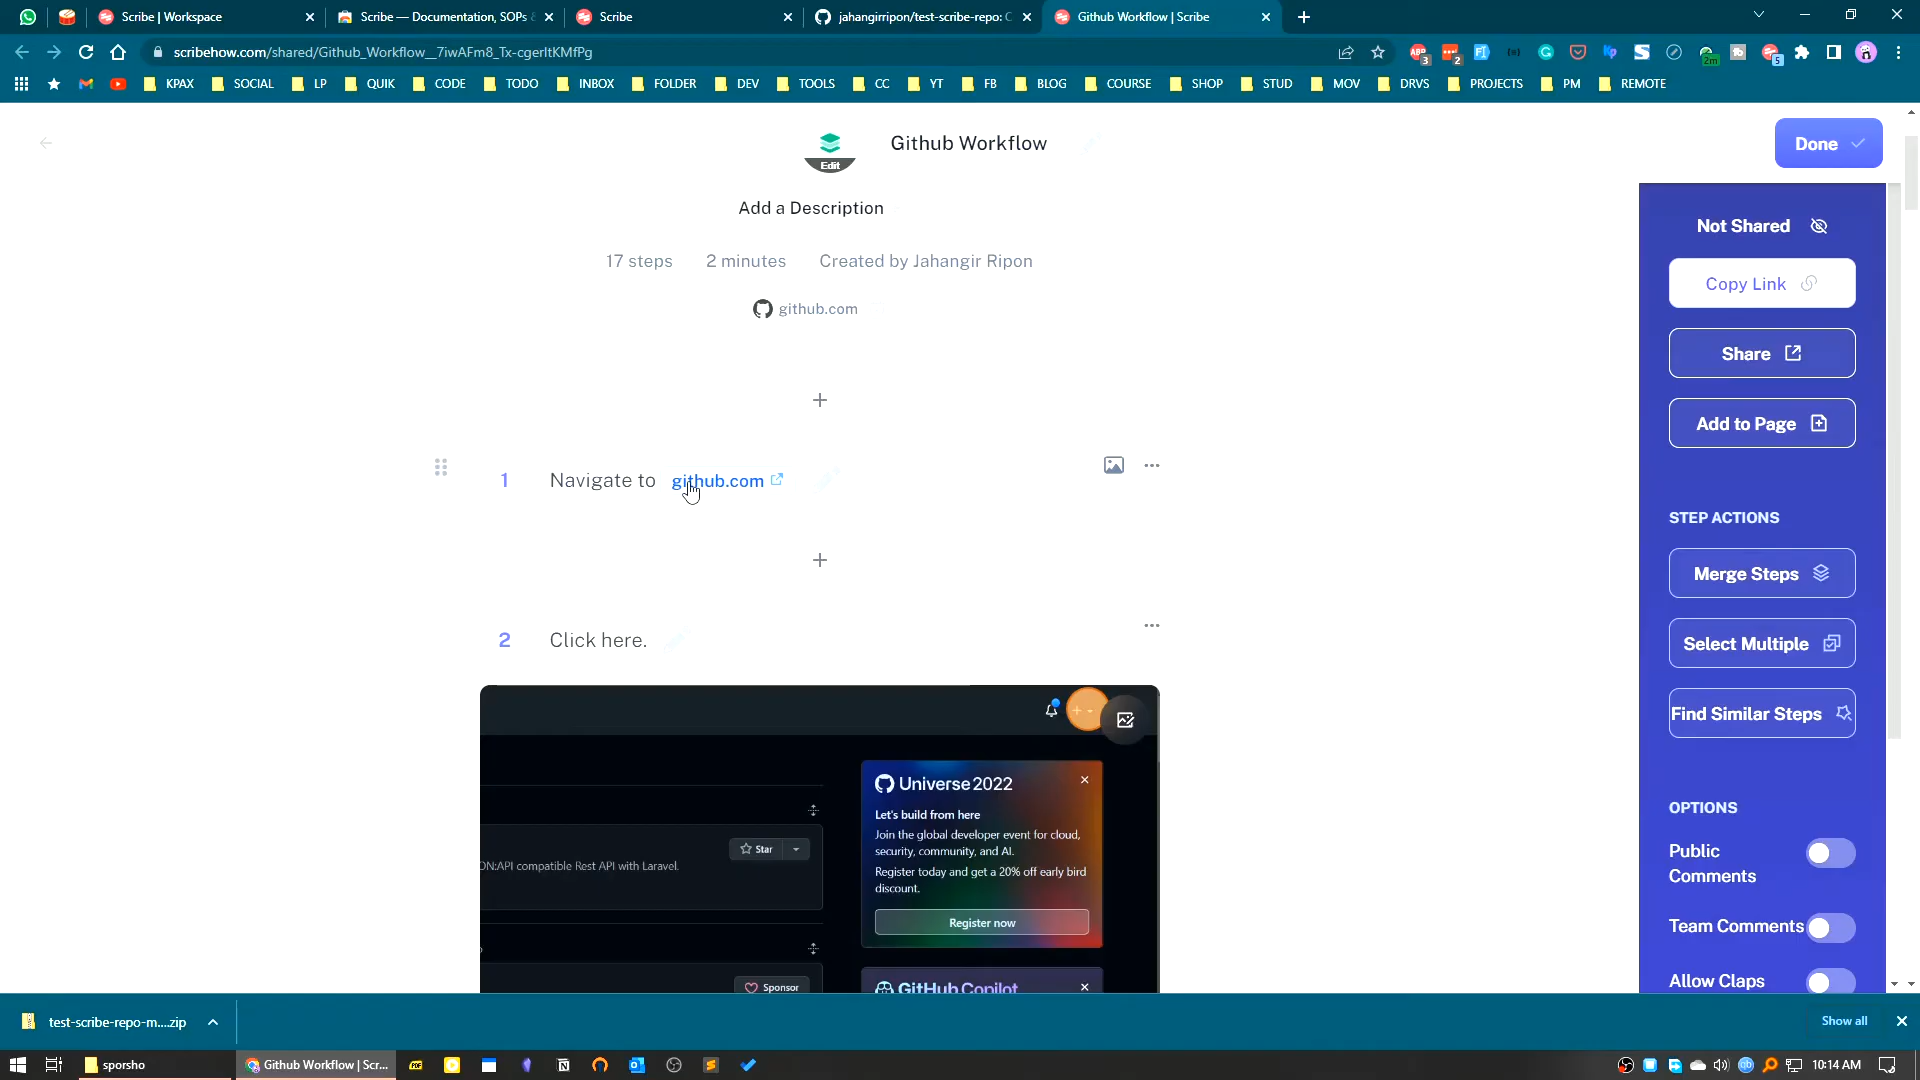 Scribe | Workspace
Scribe — Documentation, SOPs &
Scribe
jahangirripon/test-scribe-repo: C
Github Workflow | Scribe
scribehow.com/shared/Github_Workflow__7iwAFm8_Tx-cgerItKMfPg
KPAX
SOCIAL
LP
QUIK
CODE
TODO
INBOX
FOLDER
DEV
TOOLS
CC
YT
FB
BLOG
COURSE
SHOP
STUD
MOV
DRVS
PROJECTS
PM
REMOTE
Edit
Github Workflow
Done
Add a Description
17 steps
2 minutes
Created by Jahangir Ripon
github.com
1
Navigate to github.com
2
Click here.
Universe 2022
Let's build from here
Join the global developer event for cloud,
security, community, and AI.
Register today and get a 20% off early bird
discount.
Register now
Star
ON:API compatible Rest API with Laravel.
Sponsor
GitHub Copilot
Not Shared
Copy Link
Share
Add to Page
STEP ACTIONS
Merge Steps
Select Multiple
Find Similar Steps
OPTIONS
Public
Comments
Team Comments
Allow Claps
test-scribe-repo-m....zip
Show all
sporsho
Github Workflow | Scr...
10:14 AM